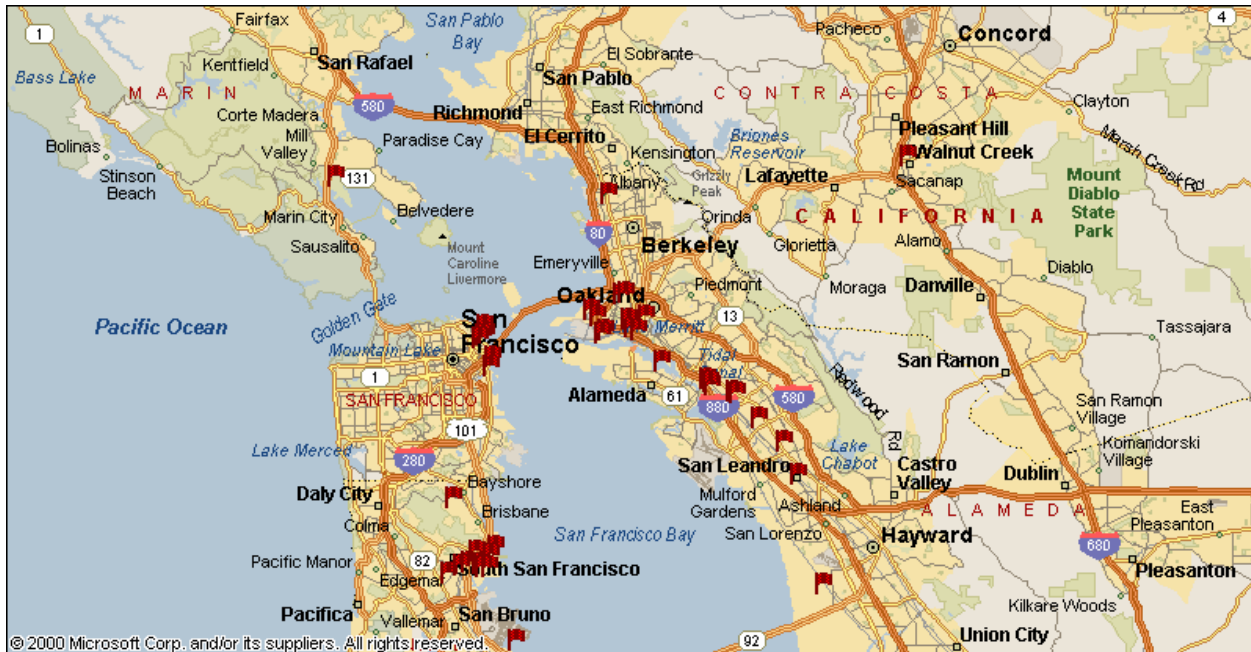 1
Fairfax
San Pablo
Bay
Pacheco
Concord
4
San Rafael
El Sobrante
Kentfield
San Pablo
Bass Lake
MARIN
580
Richmond
East Richmond
CONTRA COSTA
Clayton
Corte Madera
Mill
Valley
Paradise Cay
El Cerrito
Briones
Reservoir
Pleasant Hill
Marsh Creek Rd
Bolinas
Kensington
Walnut Creek
Stinson
Beach
131
Albany
Grizzly
Peak
Lafayette
Sacanap
Mount
Diablo
State
Park
Marin City
Belvedere
Orinda
CALIFORNIA
Sausalito
80
Berkeley
Glorietta
Alamo
Mount
Caroline
Livermore
Emeryville
Diablo
Piedmont
Moraga
Danville
Golden Gate
Oakland
13
Pacific Ocean
San
Francisco
Merritt
Tassajara
Mountain Lake
Tidal
Canal
San Ramon
1
Alameda
61
880
580
Redwood
Rd
SAN FRANCISCO
San Ramon
Village
101
Lake Merced
280
Lake
Chabot
Komandorski
Village
San Leandro
Castro
Valley
Dublin
Daly City
Bayshore
Mulford
Gardens
Ashland
ALAMEDA
East
Pleasanton
Colma
Brisbane
San Francisco Bay
San Lorenzo
Hayward
680
Pacific Manor
82
Edgemar
South San Francisco
Pleasanton
Pacifica
Vallemar
San Bruno
Kilkare Woods
92
Union City
© 2000 Microsoft Corp. and/or its suppliers. All rights reserved.